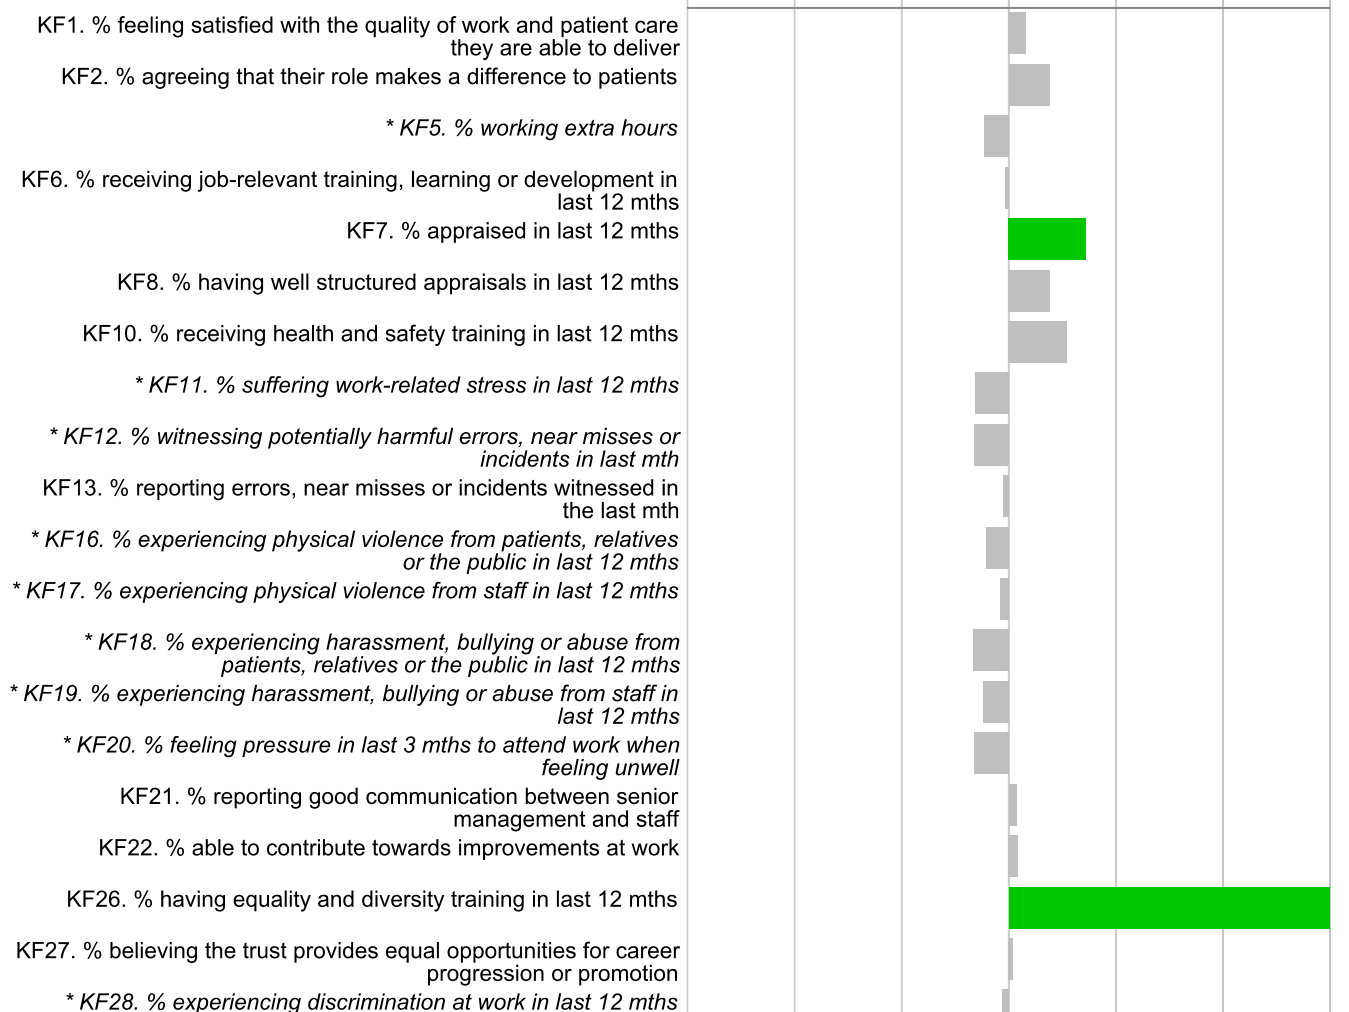 KF1. % feeling satisfied with the quality of work and patient care
they are able to deliver
KF2. % agreeing that their role makes a difference to patients
* KF5. % working extra hours
KF6. % receiving job-relevant training, learning or development in
last 12 mths
KF7. % appraised in last 12 mths
KF8. % having well structured appraisals in last 12 mths
KF10. % receiving health and safety training in last 12 mths
* KF11. % suffering work-related stress in last 12 mths
* KF12. % witnessing potentially harmful errors, near misses or
incidents in last mth
KF13. % reporting errors, near misses or incidents witnessed in
the last mth
* KF16. % experiencing physical violence from patients, relatives
or the public in last 12 mths
* KF17. % experiencing physical violence from staff in last 12 mths
* KF18. % experiencing harassment, bullying or abuse from
patients, relatives or the public in last 12 mths
* KF19. % experiencing harassment, bullying or abuse from staff in
last 12 mths
* KF20. % feeling pressure in last 3 mths to attend work when
feeling unwell
KF21. % reporting good communication between senior
management and staff
KF22. % able to contribute towards improvements at work
KF26. % having equality and diversity training in last 12 mths
KF27. % believing the trust provides equal opportunities for career
progression or promotion
* KF28. % experiencing discrimination at work in last 12 mths